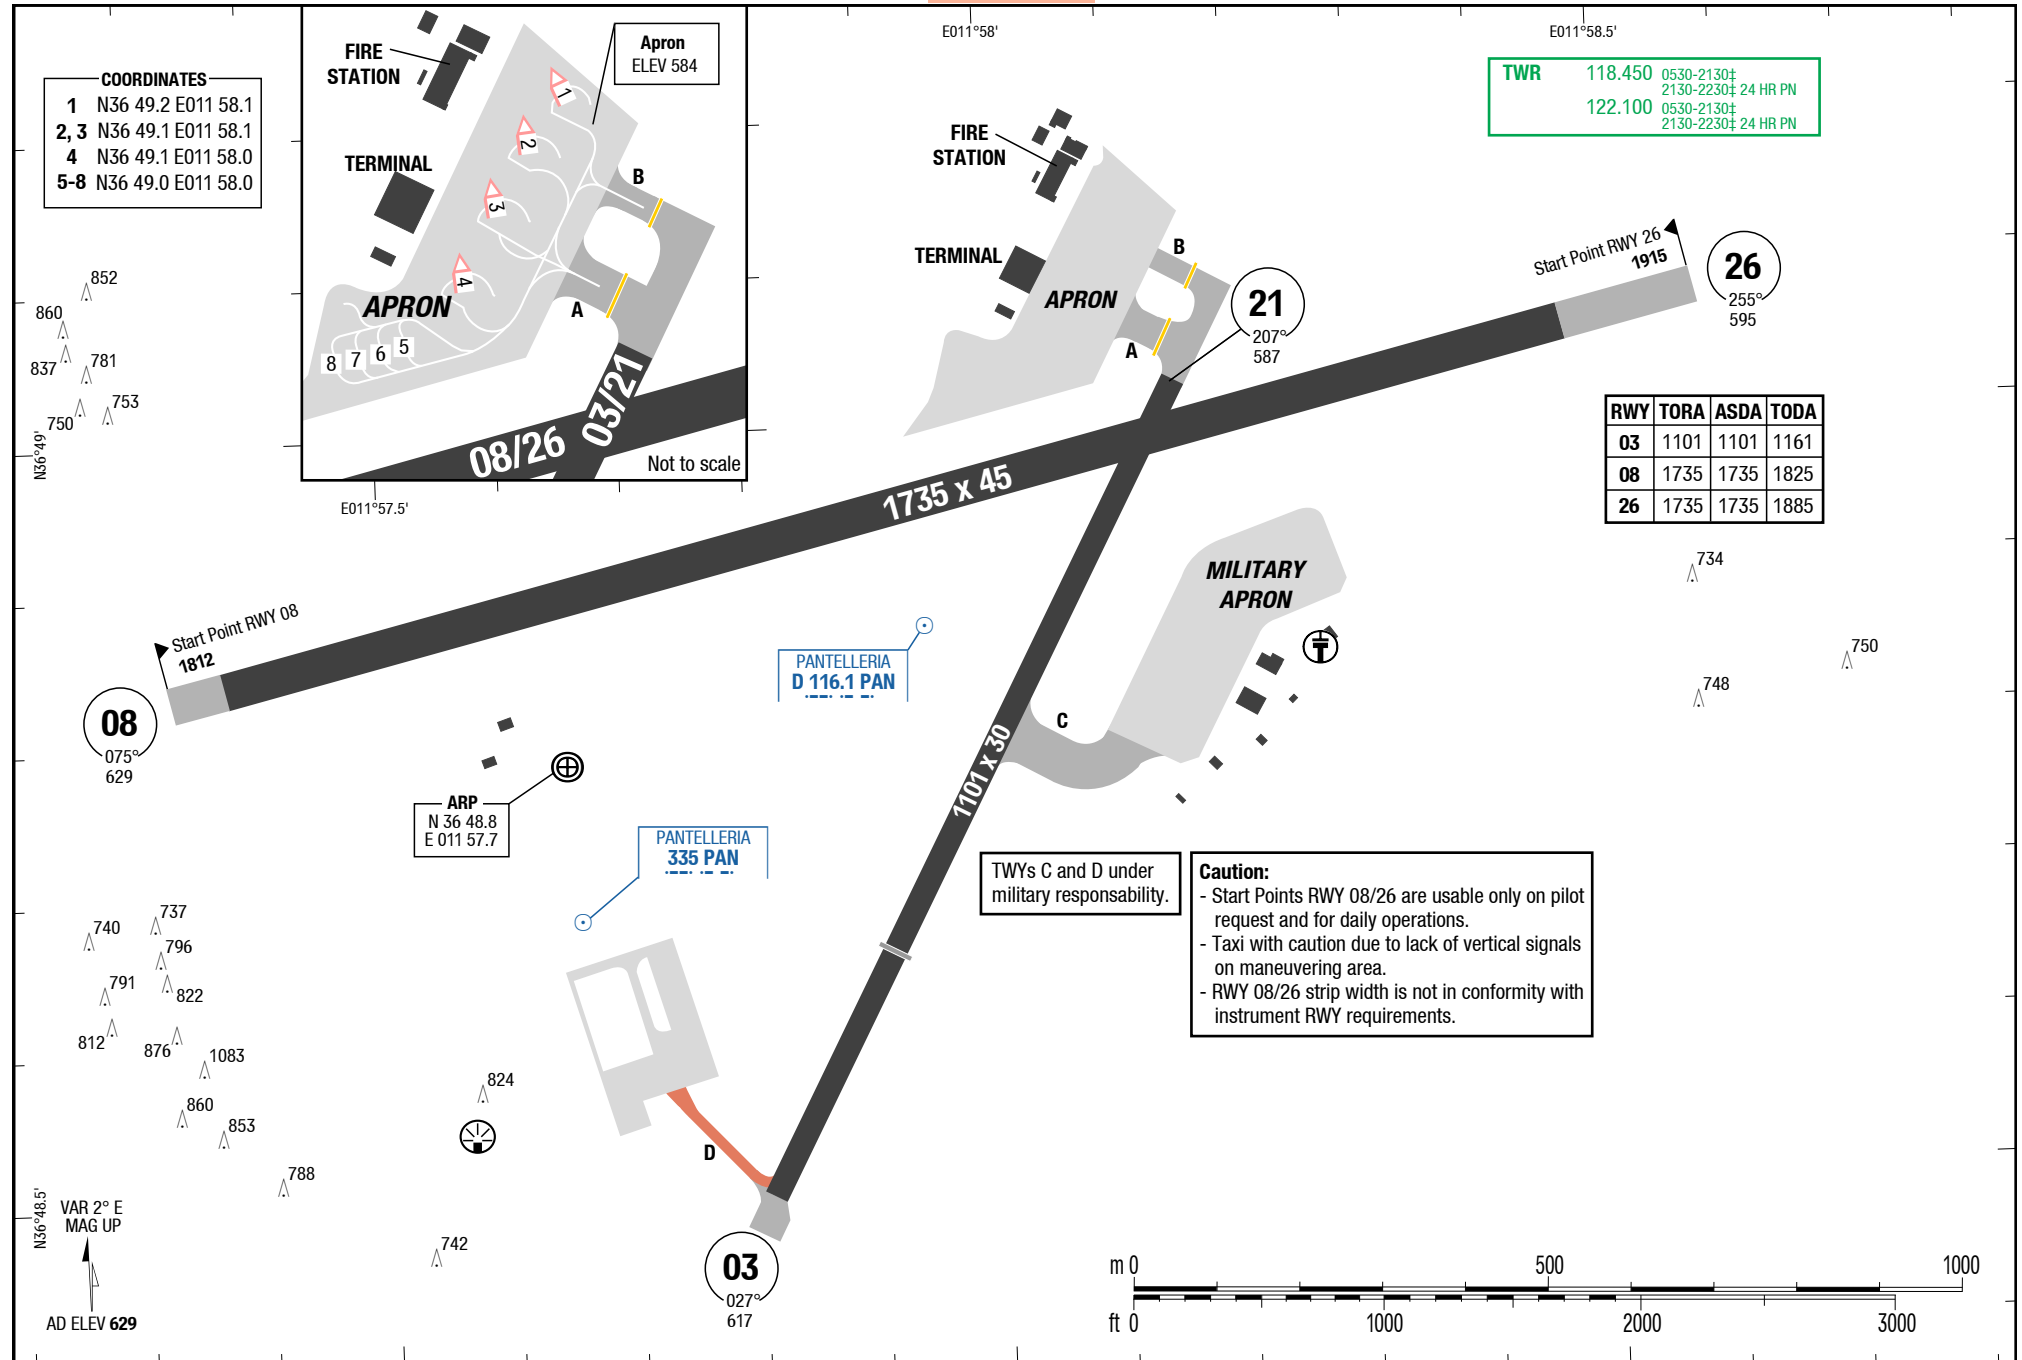 COORDINATES
1 N36 49.2 E011 58.1
2, 3 N36 49.1 E011 58.1
4 N36 49.1 E011 58.0
5-8 N36 49.0 E011 58.0
FIRE
STATION
TERMINAL
Apron
ELEV 584
1
2
3
4
B
A
APRON
8 7 6 5
03/21
08/26
Not to scale
E011°57.5'
E011°58'
E011°58.5'
TWR 118.450 0530-2130‡
2130-2230‡ 24 HR PN
122.100 0530-2130‡
2130-2230‡ 24 HR PN
FIRE
STATION
TERMINAL
APRON
B
A
21
207°
587
Start Point RWY 26
1915
26
255°
595
852
860
837
781
750
753
N36°49'
RWY TORA ASDA TODA
03 1101 1101 1161
08 1735 1735 1825
26 1735 1735 1885
1735 x 45
MILITARY
APRON
734
750
748
Start Point RWY 08
1812
08
075°
629
PANTELLERIA
D 116.1 PAN
C
1101 x 30
ARP
N 36 48.8
E 011 57.7
PANTELLERIA
335 PAN
TWYs C and D under
military responsability.
Caution:
- Start Points RWY 08/26 are usable only on pilot
request and for daily operations.
- Taxi with caution due to lack of vertical signals
on maneuvering area.
- RWY 08/26 strip width is not in conformity with
instrument RWY requirements.
740
737
796
791
822
812
876
1083
860
853
824
788
742
D
N36°48.5'
VAR 2° E
MAG UP
AD ELEV 629
03
027°
617
m 0 500 1000
ft 0 1000 2000 3000